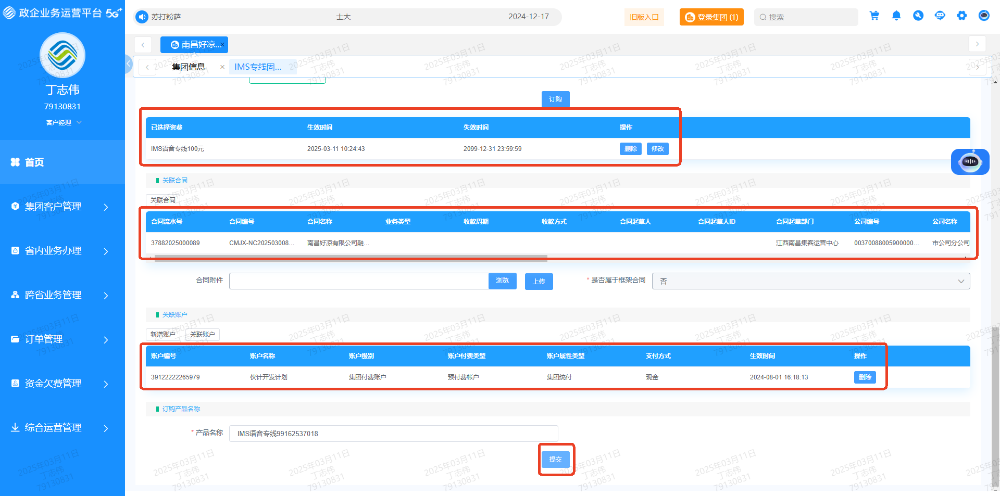 政企业务运营平台 5G++
苏打粉萨 士大 2024-12-17
旧版入口
登录集团 (1)
搜索
丁志伟
79130831
客户经理
首页
集团客户管理
省内业务办理
跨省业务管理
订单管理
资金欠费管理
综合运营管理
南昌好凉... ×
集团信息 × IMS专线固...
订购
已选择资费 生效时间 失效时间 操作
IMS语音专线100元 2025-03-11 10:24:43 2099-12-31 23:59:59 删除 修改
关联合同
关联合同
合同流水号 合同编号 合同名称 业务类型 收款周期 收款方式 合同起草人 合同起草人ID 合同起草部门 公司编号 公司名称
37882025000089 CMJX-NC202503008... 南昌好凉有限公司融... 江西南昌集客运营中心 00370088005900000... 市公司分公司
合同附件 浏览 上传 * 是否属于框架合同 否
关联账户
新增账户 关联账户
账户编号 账户名称 账户级别 账户付费类型 账户属性类型 支付方式 生效时间 操作
39122222265979 伙计开发计划 集团付费账户 预付费帐户 集团统付 现金 2024-08-01 16:18:13 删除
订购产品名称
* 产品名称 IMS语音专线99162537018
提交
2025年03月11日
丁志伟
79130831